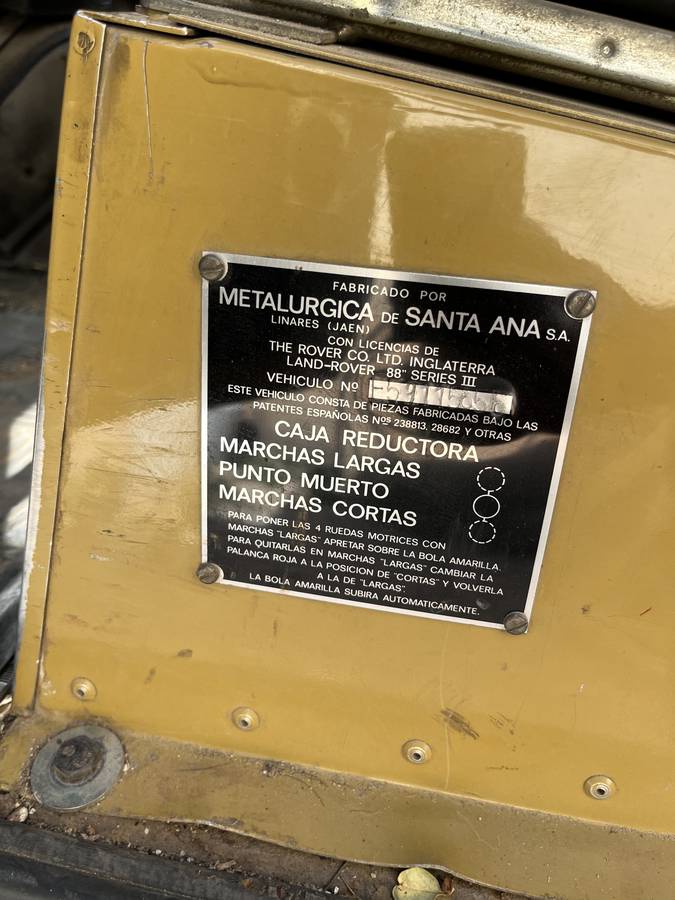 FABRICADO POR
METALURGICA DE SANTA ANA S.A.
LINARES (JAEN)
CON LICENCIAS DE
THE ROVER CO. LTD. INGLATERRA
LAND-ROVER 88" SERIES III
VEHICULO Nº
ESTE VEHICULO CONSTA DE PIEZAS FABRICADAS BAJO LAS
PATENTES ESPAÑOLAS Nos 238813, 28682 Y OTRAS
CAJA REDUCTORA
MARCHAS LARGAS
PUNTO MUERTO
MARCHAS CORTAS
PARA PONER LAS 4 RUEDAS MOTRICES CON
MARCHAS "LARGAS" APRETAR SOBRE LA BOLA AMARILLA.
PARA QUITARLAS EN MARCHAS "LARGAS" CAMBIAR LA
PALANCA ROJA A LA POSICION DE "CORTAS" Y VOLVERLA
A LA DE "LARGAS".
LA BOLA AMARILLA SUBIRA AUTOMATICAMENTE.